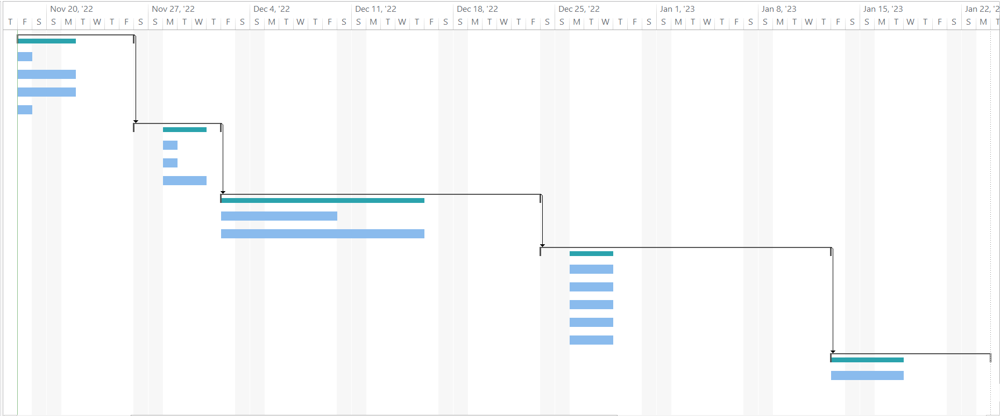 Nov 20, '22 Nov 27, '22 Dec 4, '22 Dec 11, '22 Dec 18, '22 Dec 25, '22 Jan 1, '23 Jan 8, '23 Jan 15, '23 Jan 22, '2
T F S S M T W T F S S M T W T F S S M T W T F S S M T W T F S S M T W T F S S M T W T F S S M T W T F S S M T W T F S S M T W T F S S M T